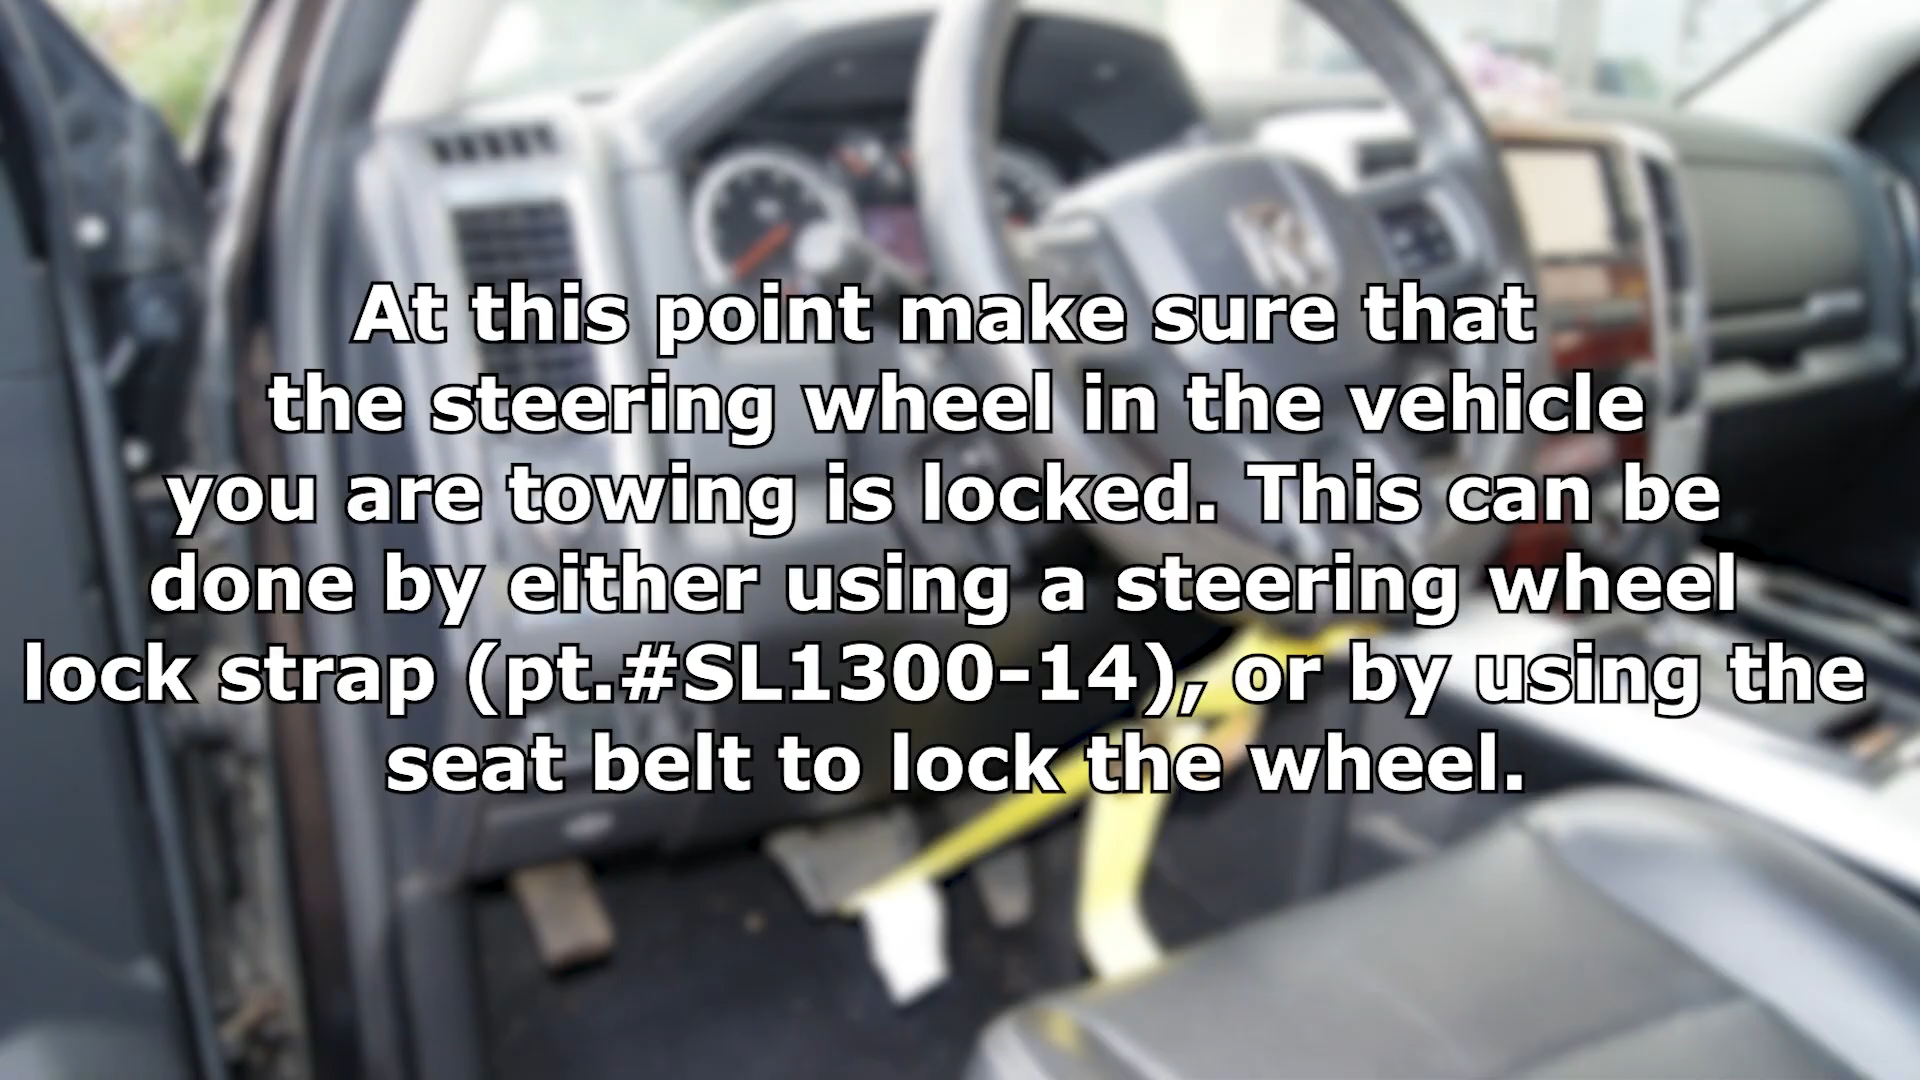 At this point make sure that
the steering wheel in the vehicle
you are towing is locked. This can be
done by either using a steering wheel
lock strap (pt.#SL1300-14), or by using the
seat belt to lock the wheel.